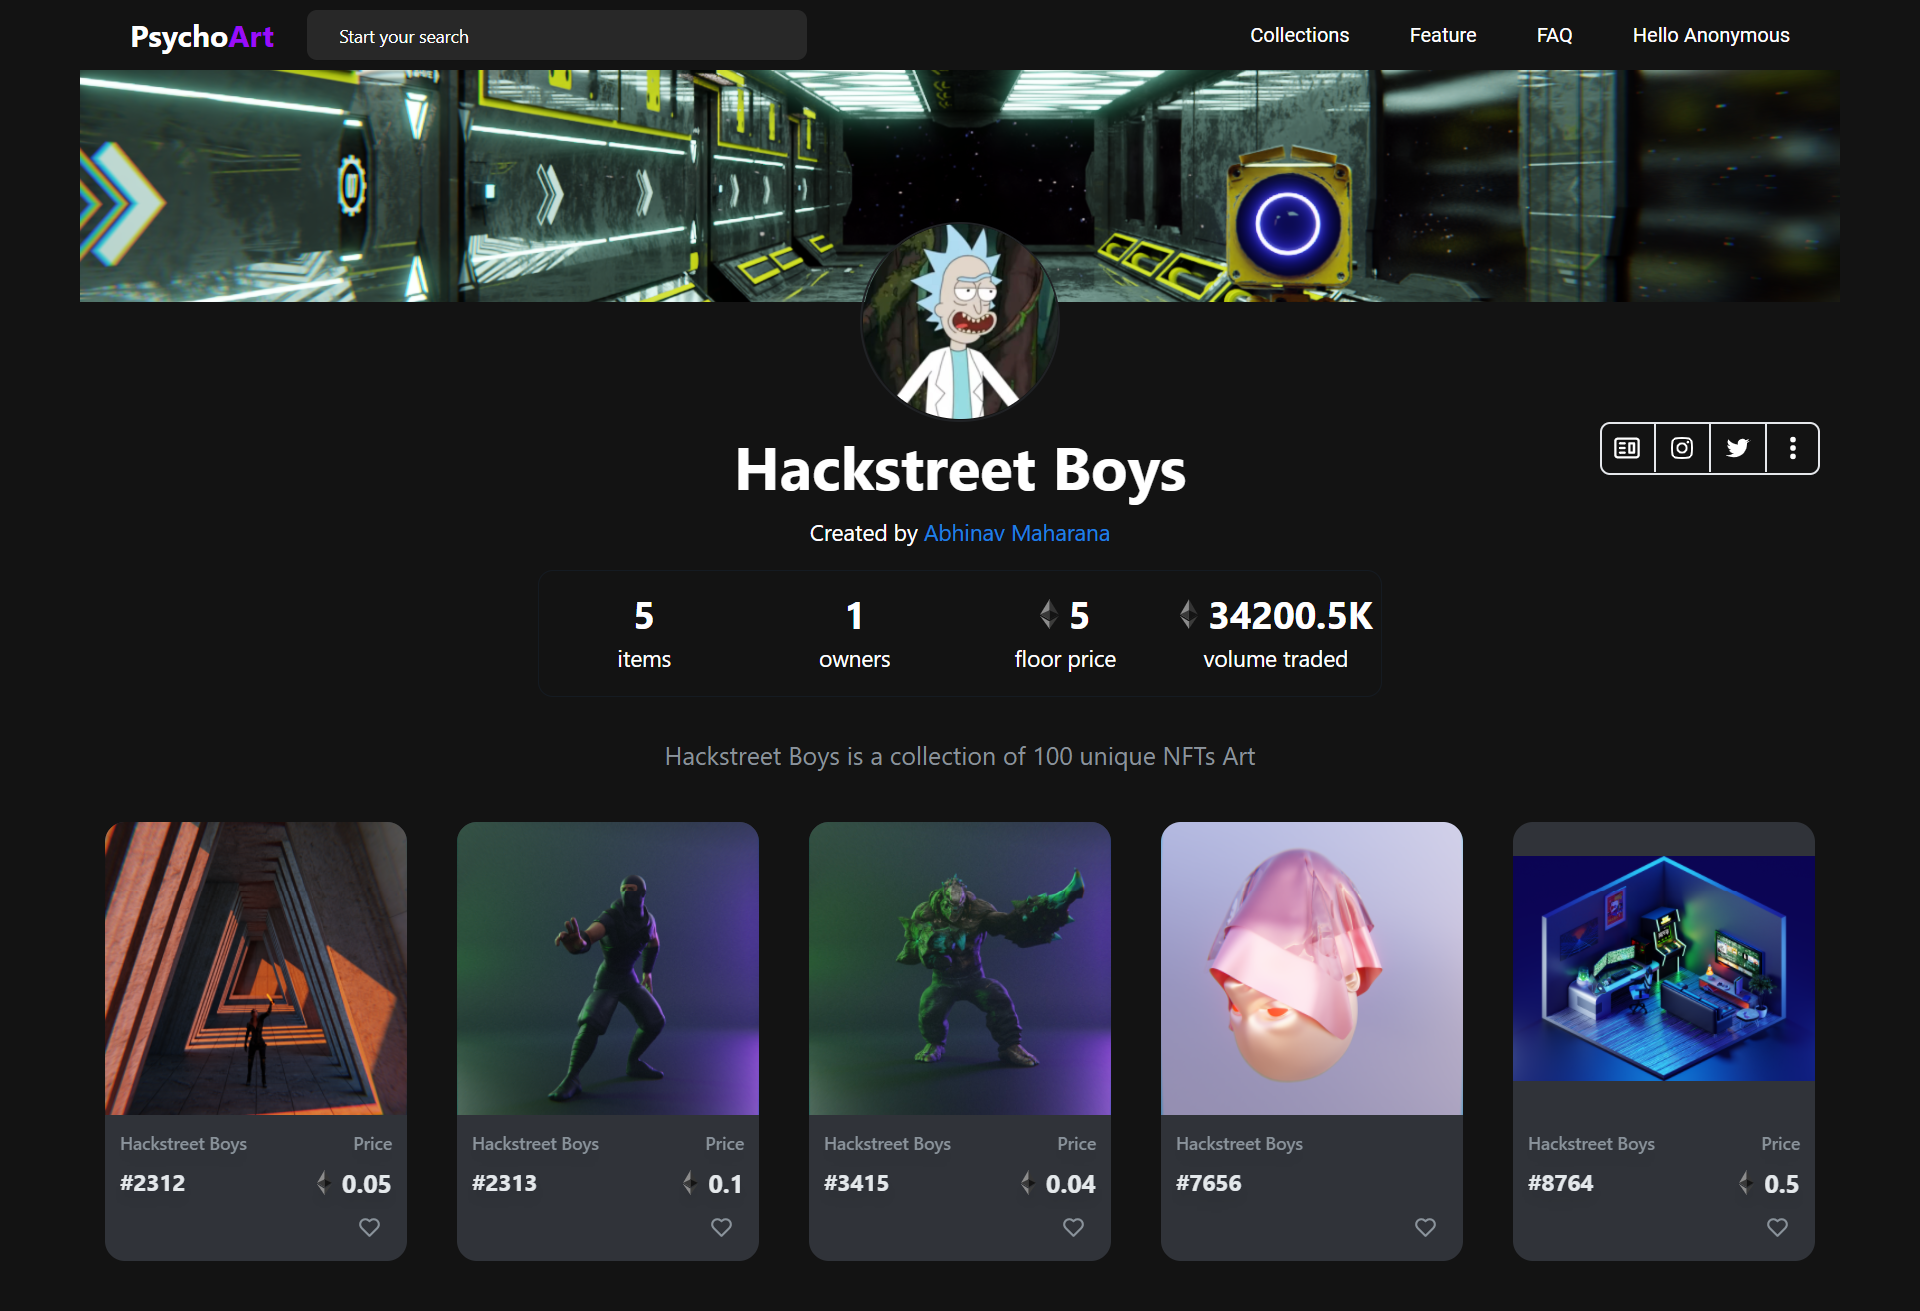 PsychoArt
Start your search
Collections
Feature
FAQ
Hello Anonymous
Hackstreet Boys
Created by Abhinav Maharana
5
items
1
owners
5
floor price
34200.5K
volume traded
Hackstreet Boys is a collection of 100 unique NFTs Art
Hackstreet Boys Price
#2312 0.05
Hackstreet Boys Price
#2313 0.1
Hackstreet Boys Price
#3415 0.04
Hackstreet Boys
#7656
Hackstreet Boys Price
#8764 0.5